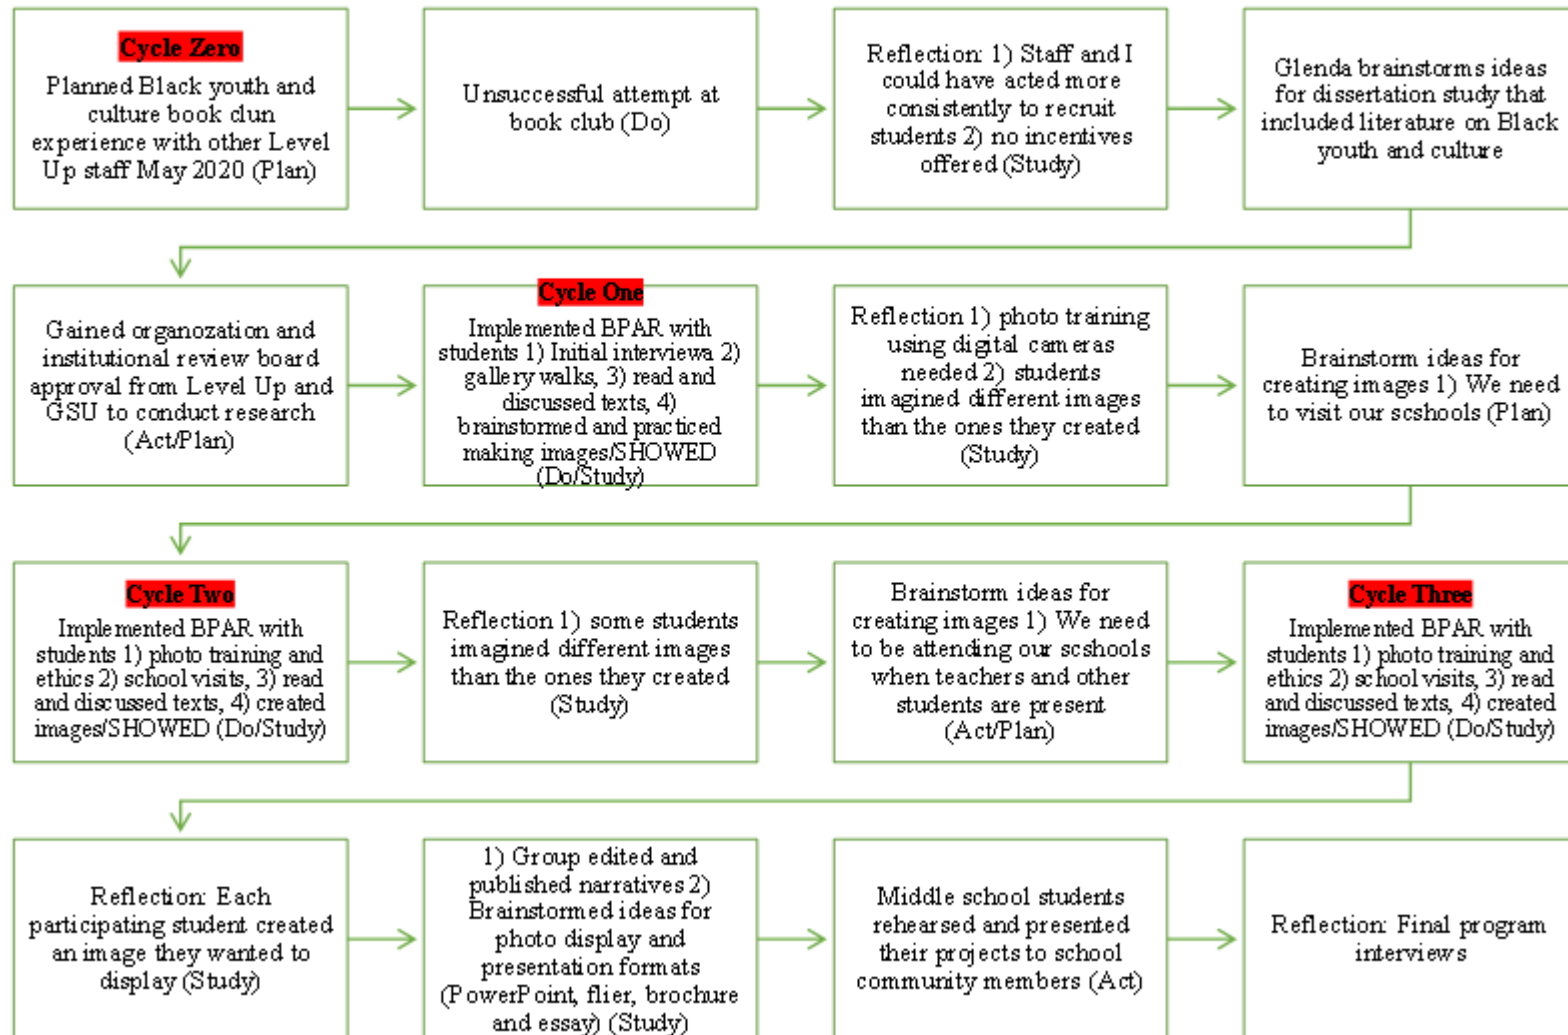 Cycle Zero
Planned Black youth and
culture book clun
experience with other Level
Up staff May 2020 (Plan)
Unsuccessful attempt at
book club (Do)
Reflection: 1) Staff and I
could have acted more
consistently to recruit
students 2) no incentives
offered (Study)
Glenda brainstorms ideas
for dissertation study that
included literature on Black
youth and culture
Gained organozation and
institutional review board
approval from Level Up and
GSU to conduct research
(Act/Plan)
Cycle One
Implemented BPAR with
students 1) Initial interviewa 2)
gallery walks, 3) read and
discussed texts, 4)
brainstormed and practiced
making images/SHOWED
(Do/Study)
Reflection 1) photo training
using digital cameras
needed 2) students
imagined different images
than the ones they created
(Study)
Brainstorm ideas for
creating images 1) We need
to visit our scshools (Plan)
Cycle Two
Implemented BPAR with
students 1) photo training and
ethics 2) school visits, 3) read
and discussed texts, 4) created
images/SHOWED (Do/Study)
Reflection 1) some students
imagined different images
than the ones they created
(Study)
Brainstorm ideas for
creating images 1) We need
to be attending our scshools
when teachers and other
students are present
(Act/Plan)
Cycle Three
Implemented BPAR with
students 1) photo training and
ethics 2) school visits, 3) read
and discussed texts, 4) created
images/SHOWED (Do/Study)
Reflection: Each
participating student created
an image they wanted to
display (Study)
1) Group edited and
published narratives 2)
Brainstormed ideas for
photo display and
presentation formats
(PowerPoint, flier, brochure
and essay) (Study)
Middle school students
rehearsed and presented
their projects to school
community members (Act)
Reflection: Final program
interviews